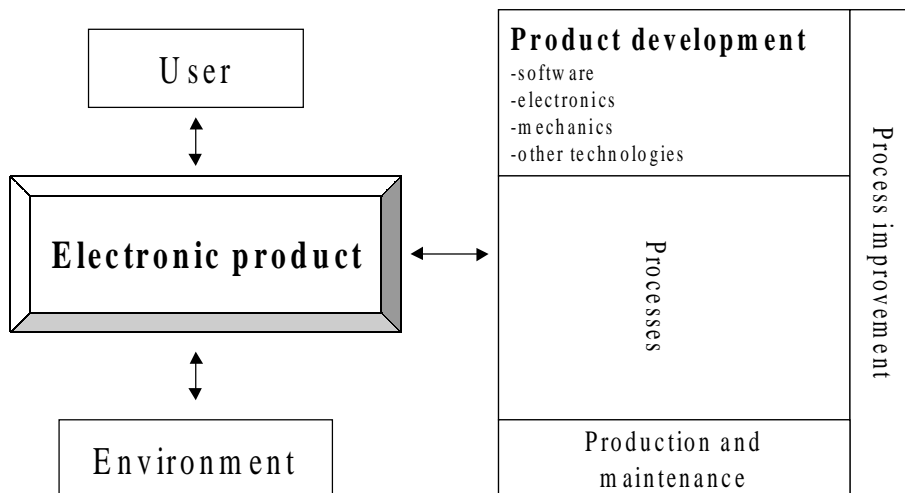 User
Electronic product
Environment
Product development
-software
-electronics
-mechanics
-other technologies
Processes
Production and
maintenance
Process improvement